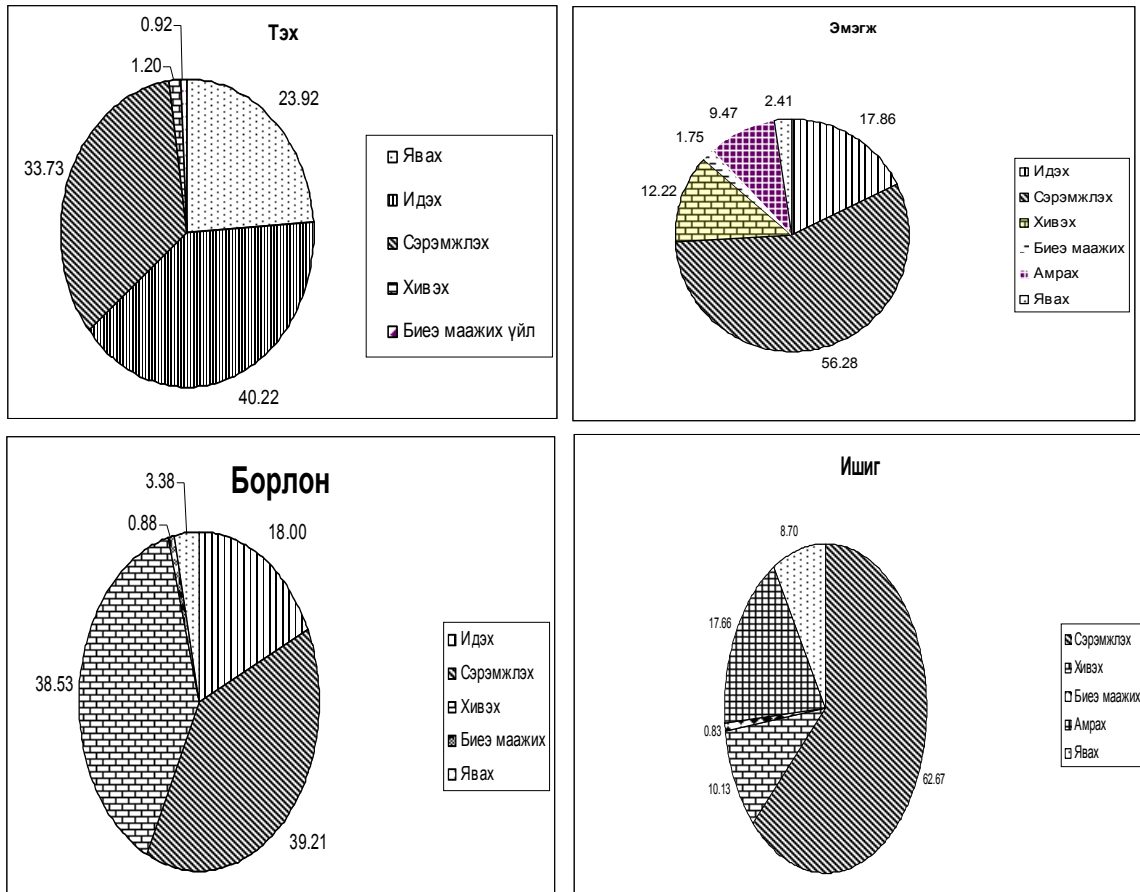 Тэх
0.92
1.20
23.92
33.73
40.22
Явах
Идэх
Сэрэмжлэх
Хивэх
Биеэ маажих үйл
Эмэгж
2.41
9.47
17.86
1.75
12.22
56.28
Идэх
Сэрэмжлэх
Хивэх
Биеэ маажих
Амрах
Явах
Борлон
3.38
0.88
18.00
38.53
39.21
Идэх
Сэрэмжлэх
Хивэх
Биеэ маажих
Явах
Ишиг
8.70
17.66
0.83
10.13
62.67
Сэрэмжлэх
Хивэх
Биеэ маажих
Амрах
Явах